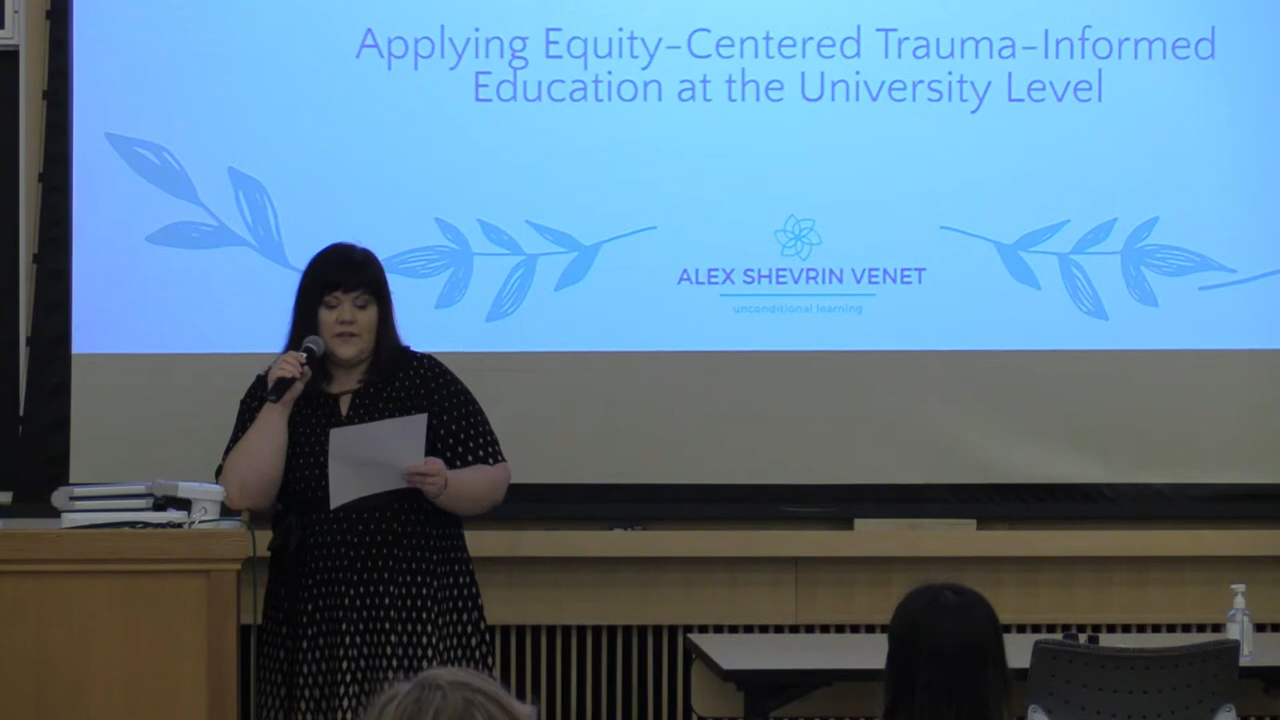 Applying Equity-Centered Trauma-Informed
Education at the University Level
ALEX SHEVRIN VENET
unconditional learning